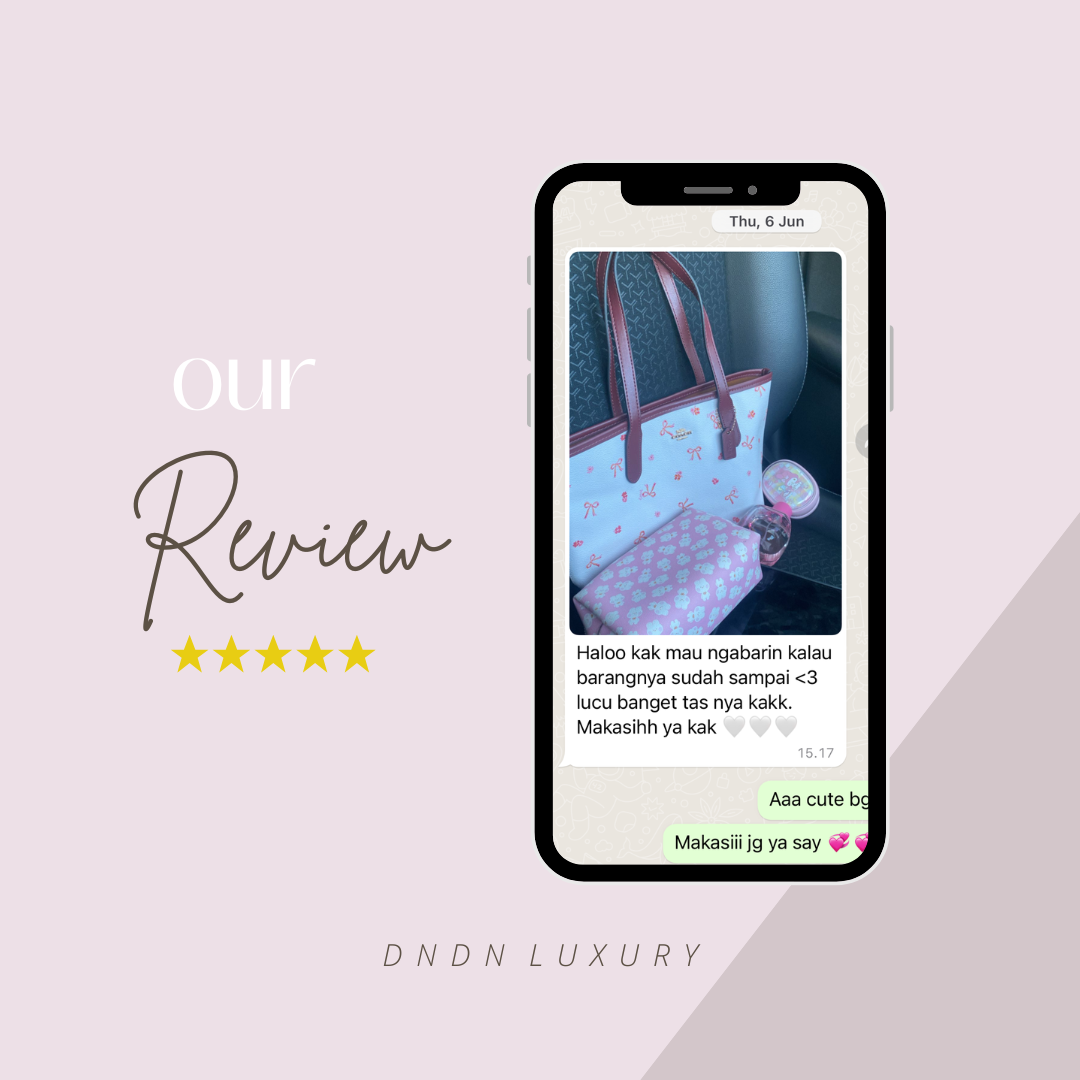 our
Review
Thu, 6 Jun
Haloo kak mau ngabarin kalau
barangnya sudah sampai <3
lucu banget tas nya kakk.
Makasihh ya kak 🤍🤍🤍
15.17
Aaa cute bg
Makasiii jg ya say 💞💞
DNDN LUXURY